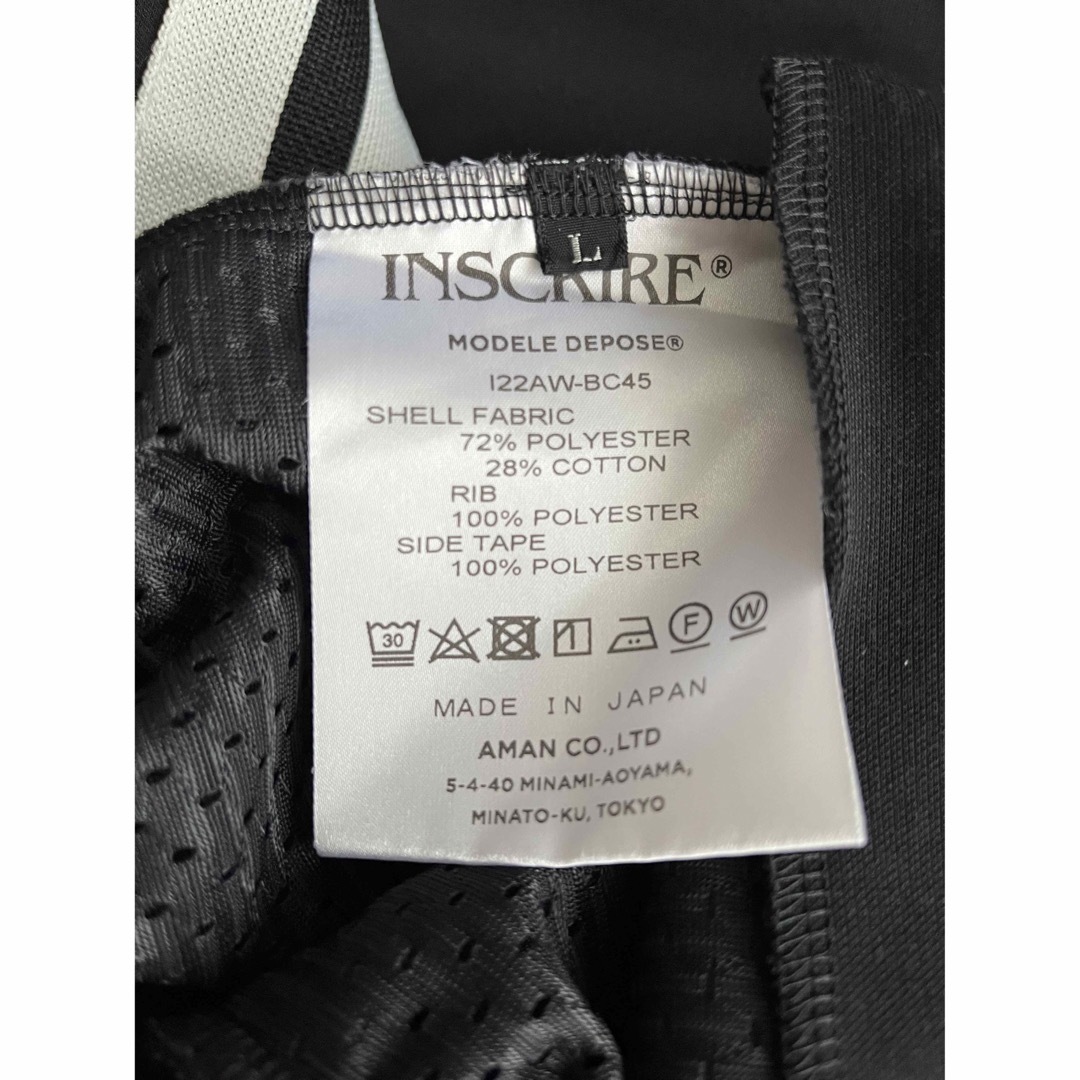 L
INSCRIRE®
MODELE DEPOSE®
I22AW-BC45
SHELL FABRIC
72% POLYESTER
28% COTTON
RIB
100% POLYESTER
SIDE TAPE
100% POLYESTER
30 F W
MADE IN JAPAN
AMAN CO.,LTD
5-4-40 MINAMI-AOYAMA,
MINATO-KU, TOKYO